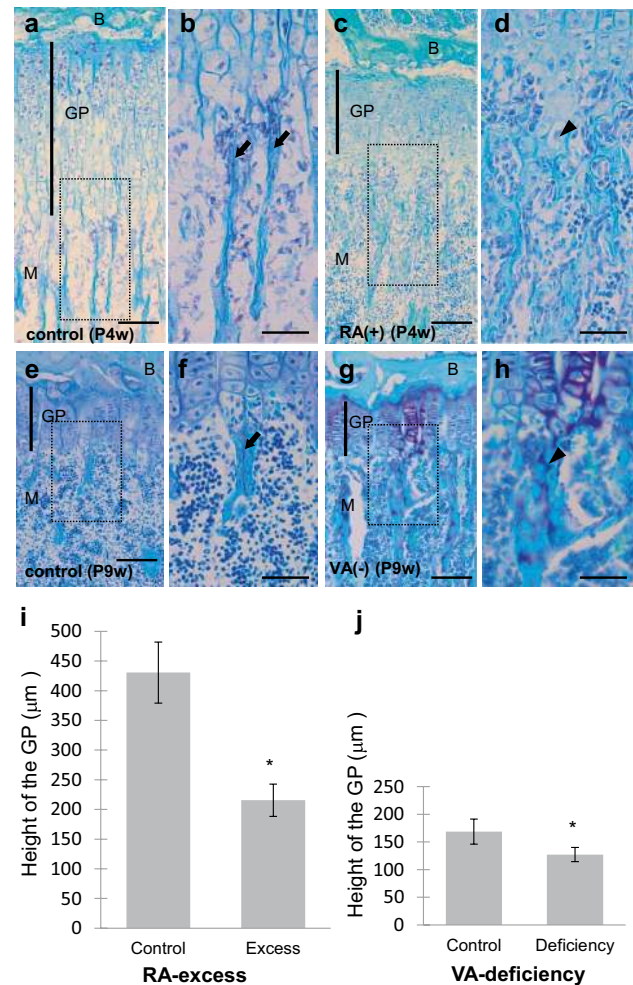 a
B
GP
M
control (P4w)
b
c
B
GP
M
RA(+) (P4w)
d
e
B
GP
M
control (P9w)
f
g
B
GP
M
VA(-) (P9w)
h
i
Height of the GP (μm)
500
450
400
350
300
250
200
150
100
50
0
*
Control Excess
RA-excess
j
Height of the GP (μm )
250
200
150
100
50
0
*
Control Deficiency
VA-deficiency